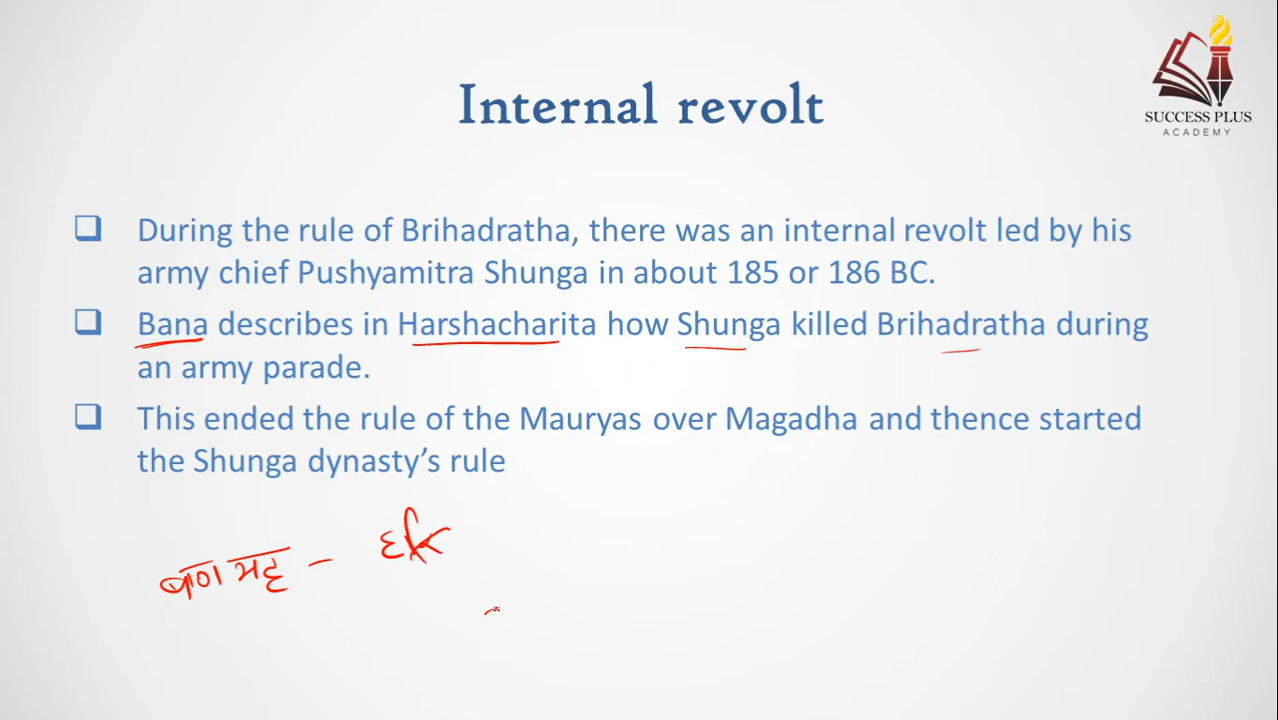 Internal revolt
SUCCESS PLUS
ACADEMY
❑ During the rule of Brihadratha, there was an internal revolt led by his
army chief Pushyamitra Shunga in about 185 or 186 BC.
❑ Bana describes in Harshacharita how Shunga killed Brihadratha during
an army parade.
❑ This ended the rule of the Mauryas over Magadha and thence started
the Shunga dynasty’s rule
बाण भट्ट –